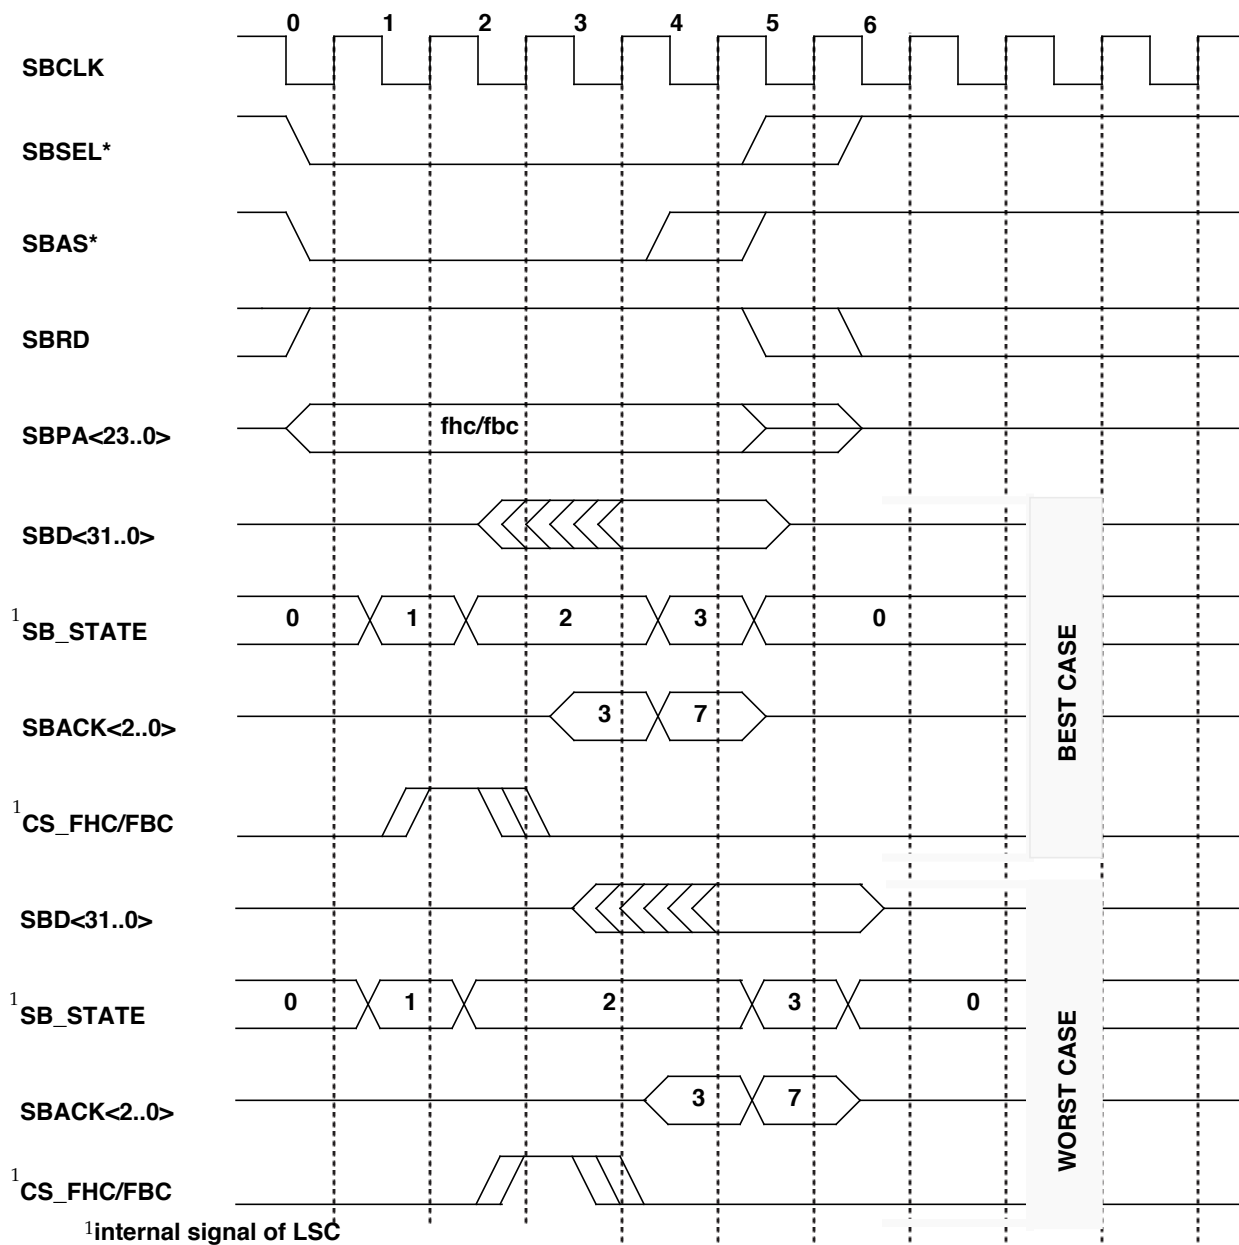 0 1 2 3 4 5 6
SBCLK
SBSEL*
SBAS*
SBRD
SBPA<23..0>
fhc/fbc
SBD<31..0>
1SB_STATE
0 1 2 3 0
SBACK<2..0>
3 7
1CS_FHC/FBC
BEST CASE
SBD<31..0>
1SB_STATE
0 1 2 3 0
SBACK<2..0>
3 7
1CS_FHC/FBC
WORST CASE
1internal signal of LSC